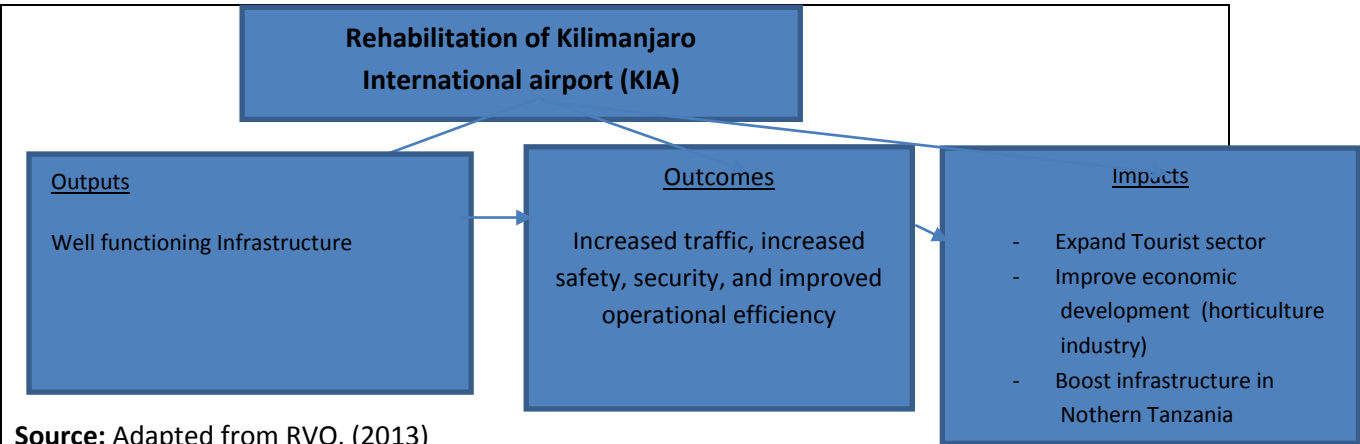 Rehabilitation of Kilimanjaro
International airport (KIA)
Outputs
Well functioning Infrastructure
Outcomes
Increased traffic, increased
safety, security, and improved
operational efficiency
Impacts
- Expand Tourist sector
- Improve economic
development (horticulture
industry)
- Boost infrastructure in
Nothern Tanzania
Source: Adapted from RVO, (2013)